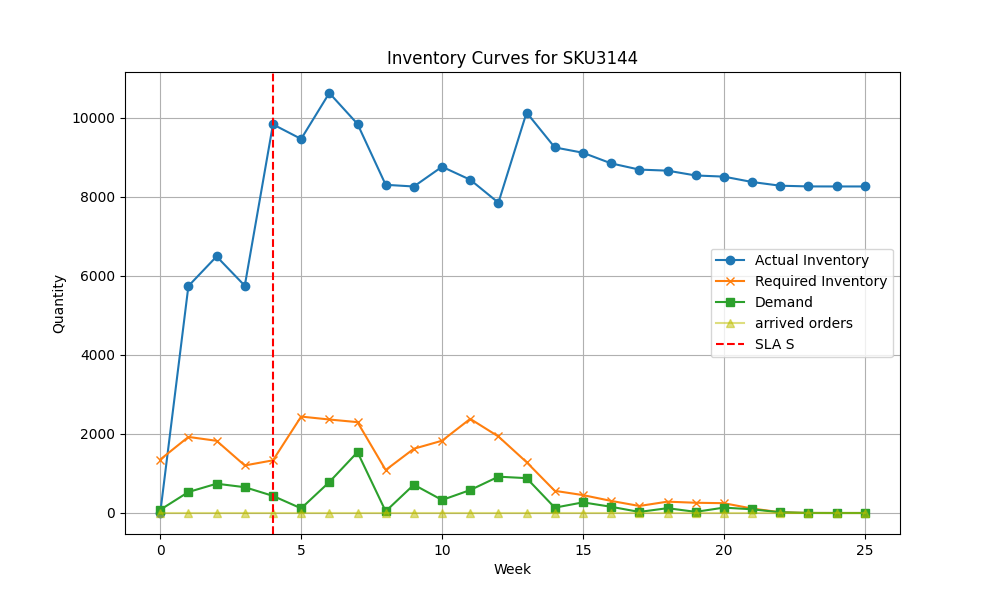 Inventory Curves for SKU3144
10000
8000
6000
4000
2000
0
Quantity
Actual Inventory
Required Inventory
Demand
arrived orders
SLA S
0 5 10 15 20 25
Week